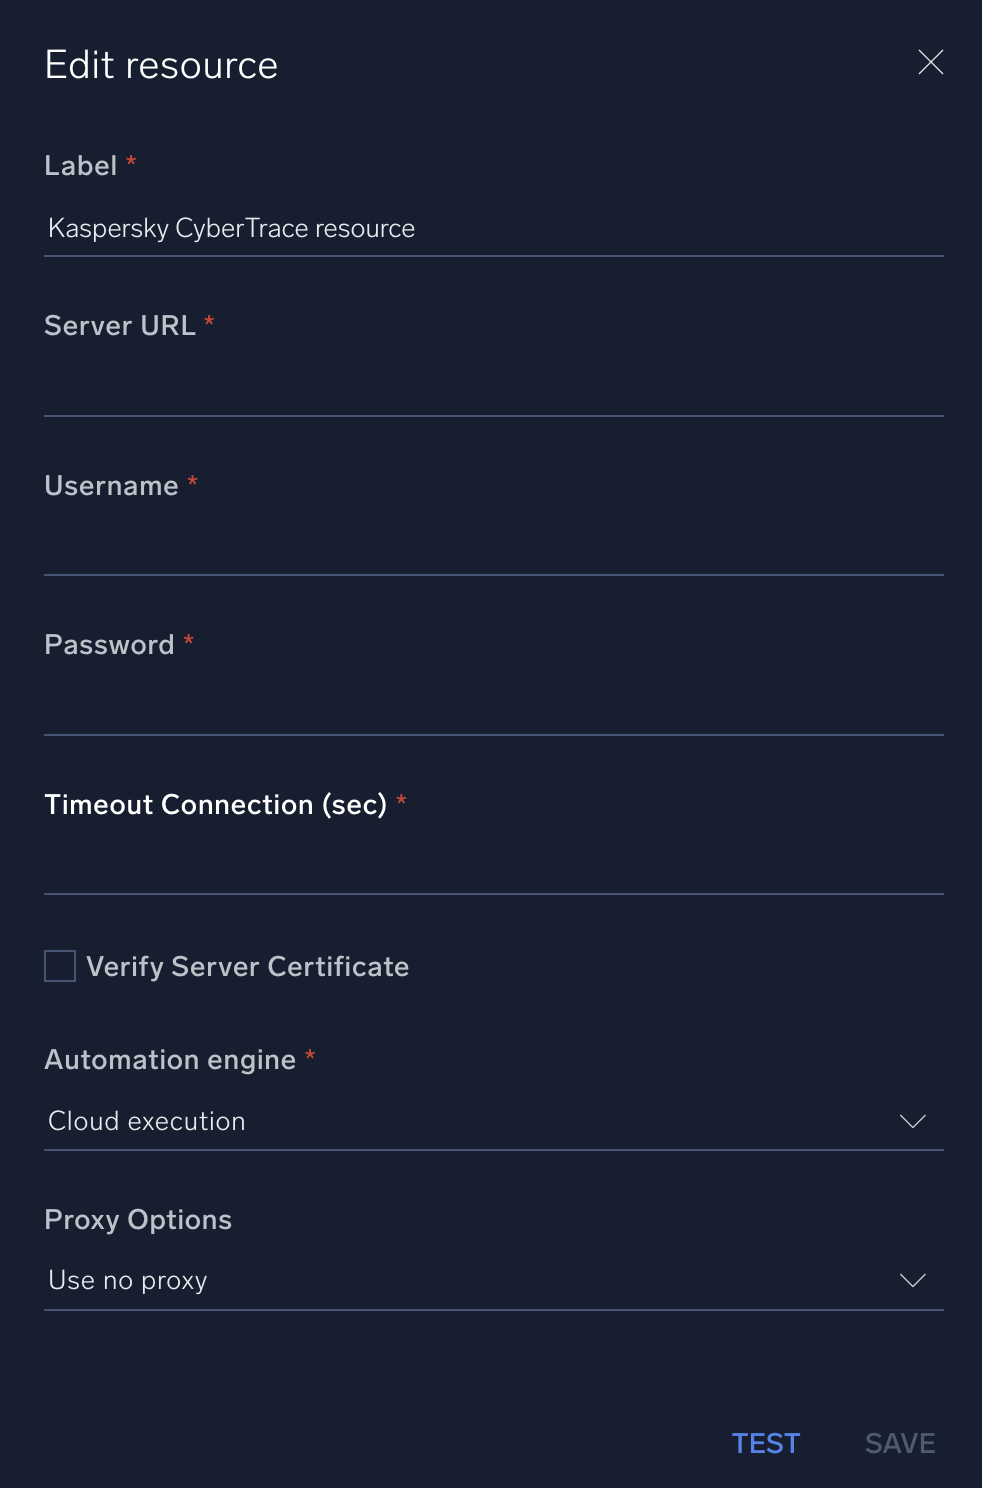 Edit resource
Label *
Kaspersky CyberTrace resource
Server URL *
Username *
Password *
Timeout Connection (sec) *
Verify Server Certificate
Automation engine *
Cloud execution
Proxy Options
Use no proxy
TEST SAVE